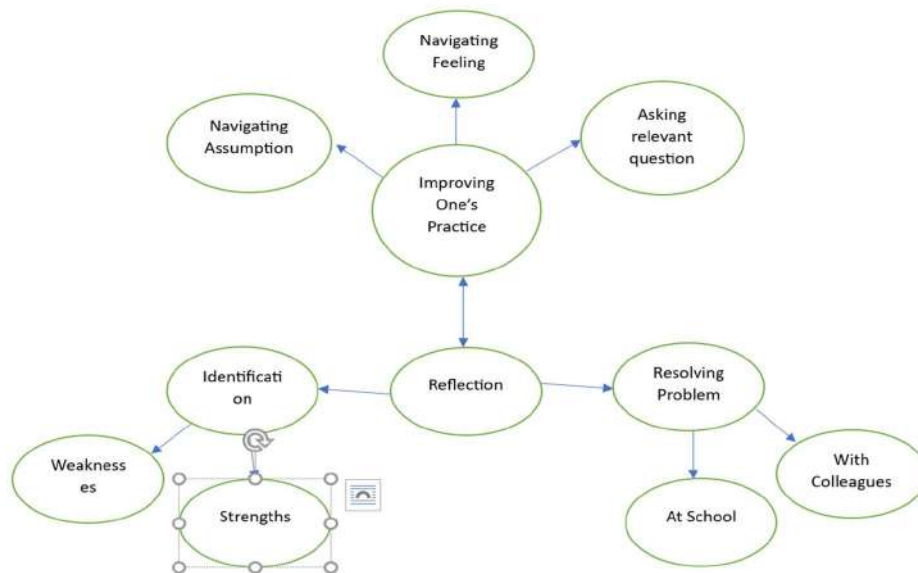 Navigating
Feeling
Navigating
Assumption
Asking
relevant
question
Improving
One's
Practice
Identificati
on
Reflection
Resolving
Problem
Weakness
es
Strengths
At School
With
Colleagues